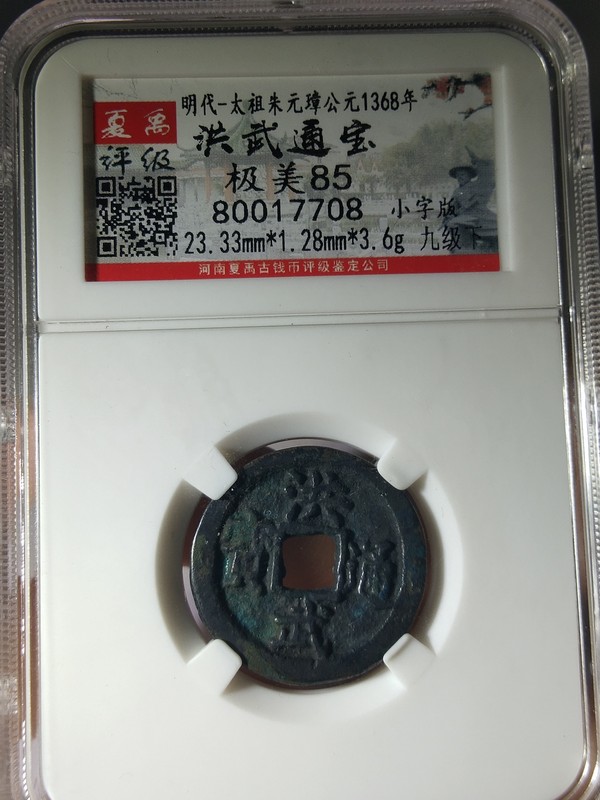 夏禹
评级
明代-太祖朱元璋公元1368年
洪武通宝
极美85
80017708 小字版
23.33mm*1.28mm*3.6g 九级下
河南夏禹古钱币评级鉴定公司
洪
寳 通
武